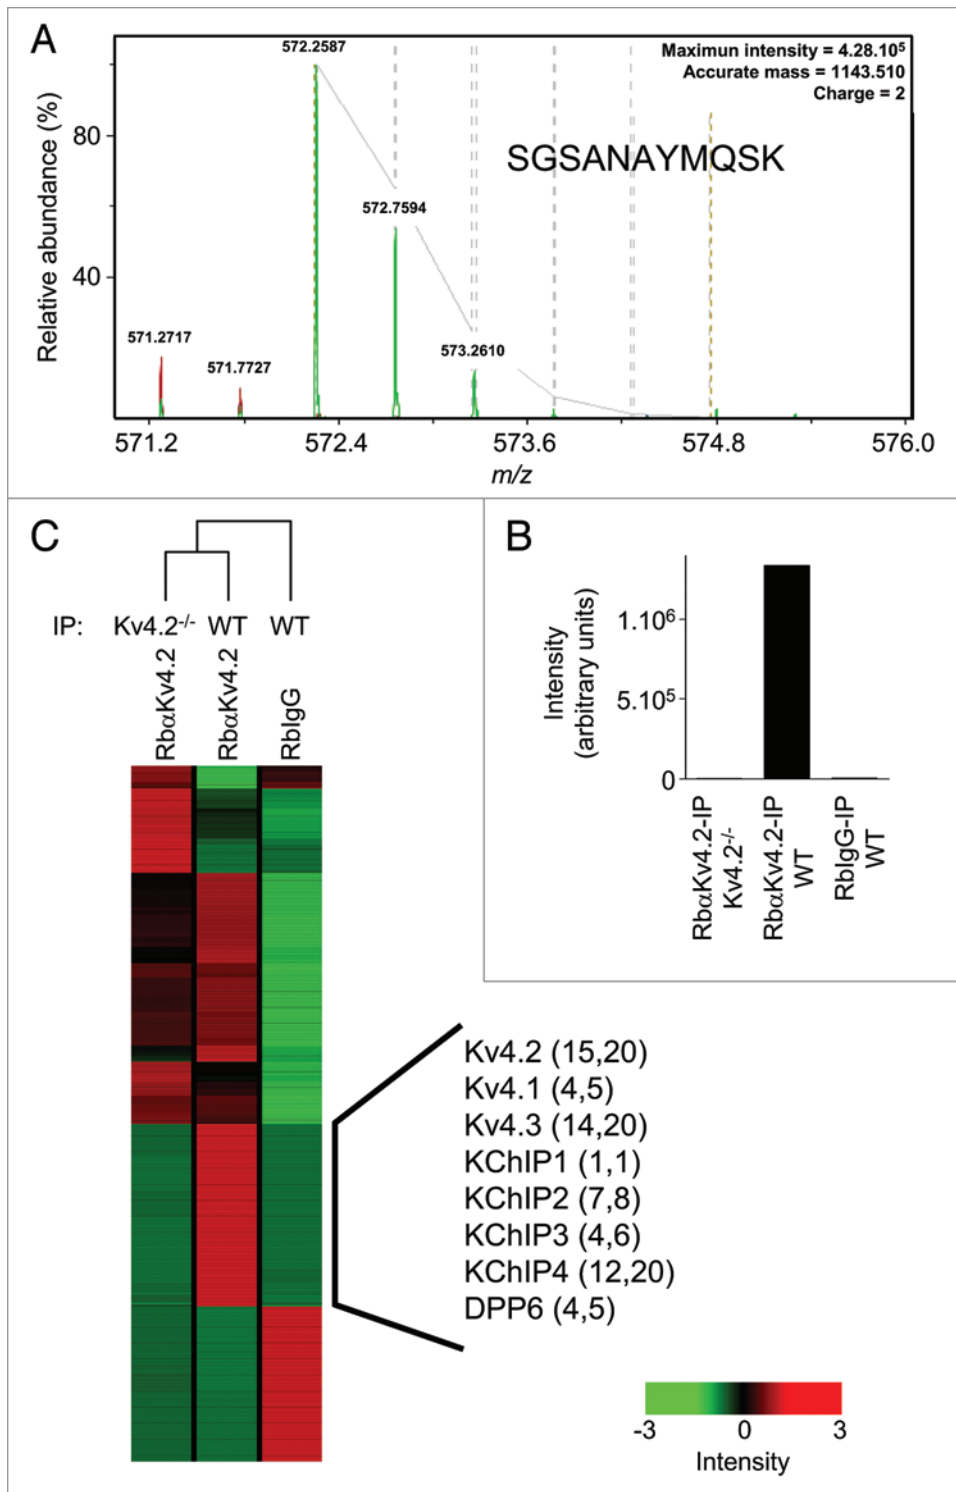 A
572.2587
Maximun intensity = 4.28.10⁵
Accurate mass = 1143.510
Charge = 2
SGSANAYMQSK
572.7594
573.2610
571.2717
571.7727
Relative abundance (%)
80
40
571.2 572.4 573.6 574.8 576.0
m/z
C
IP: Kv4.2-/- WT WT
RbαKv4.2
RbαKv4.2
RbIgG
B
Intensity
(arbitrary units)
1.10⁶
5.10⁵
0
RbαKv4.2-IP
Kv4.2-/-
RbαKv4.2-IP
WT
RbIgG-IP
WT
Kv4.2 (15,20)
Kv4.1 (4,5)
Kv4.3 (14,20)
KChIP1 (1,1)
KChIP2 (7,8)
KChIP3 (4,6)
KChIP4 (12,20)
DPP6 (4,5)
-3 0 3
Intensity